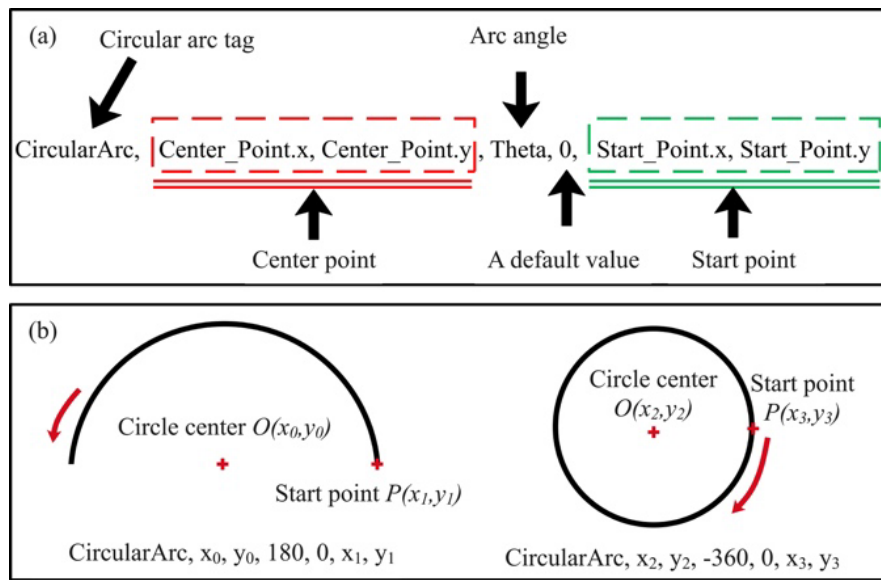 (a)
Circular arc tag
Arc angle
CircularArc, Center_Point.x, Center_Point.y, Theta, 0, Start_Point.x, Start_Point.y
Center point
A default value
Start point
(b)
Circle center O(x₀,y₀)
Start point P(x₁,y₁)
CircularArc, x₀, y₀, 180, 0, x₁, y₁
Circle center
O(x₂,y₂)
Start point
P(x₃,y₃)
CircularArc, x₂, y₂, -360, 0, x₃, y₃